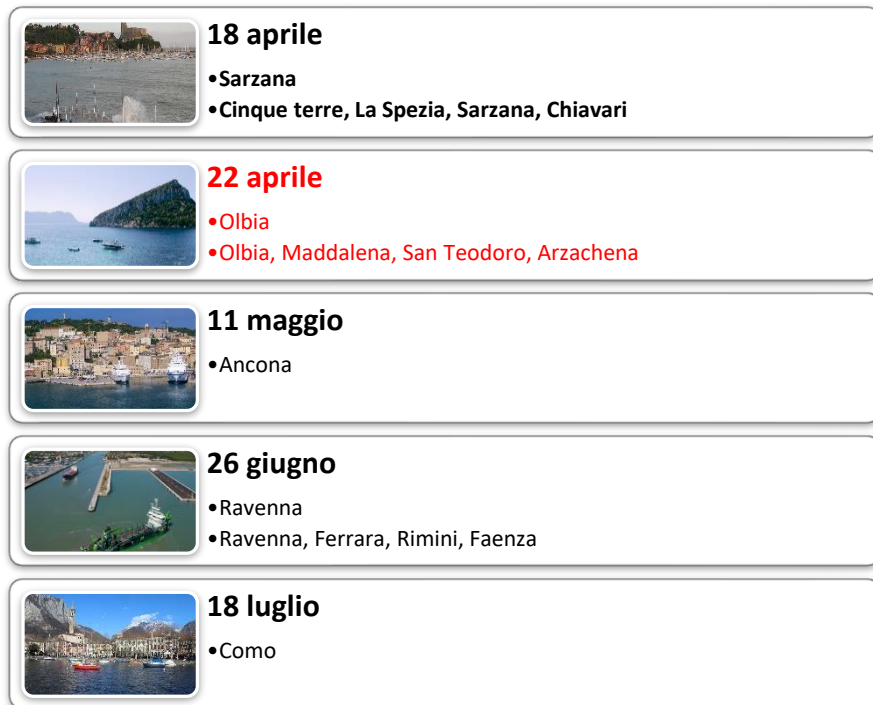 18 aprile
•Sarzana
•Cinque terre, La Spezia, Sarzana, Chiavari
22 aprile
•Olbia
•Olbia, Maddalena, San Teodoro, Arzachena
11 maggio
•Ancona
26 giugno
•Ravenna
•Ravenna, Ferrara, Rimini, Faenza
18 luglio
•Como